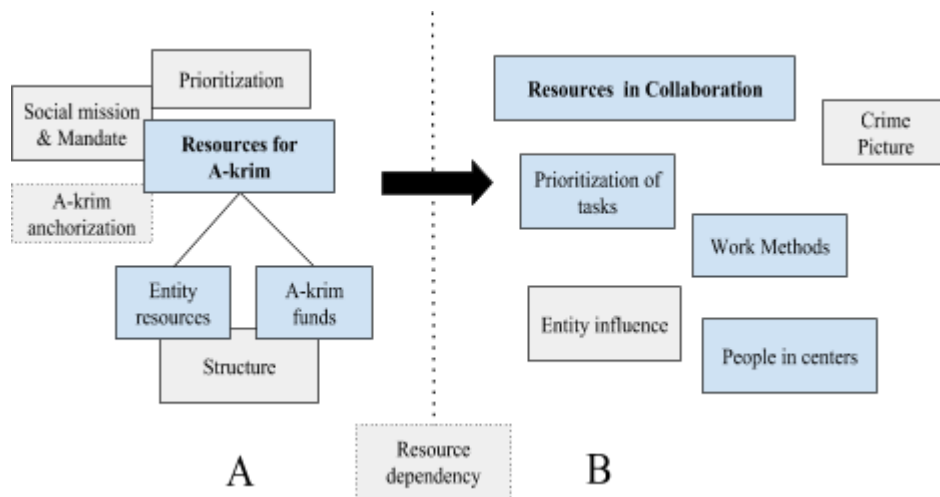 Prioritization
Social mission
& Mandate
Resources for
A-krim
A-krim
anchorization
Entity
resources
A-krim
funds
Structure
A
Resource
dependency
Resources in Collaboration
Crime
Picture
Prioritization of
tasks
Work Methods
Entity influence
People in centers
B